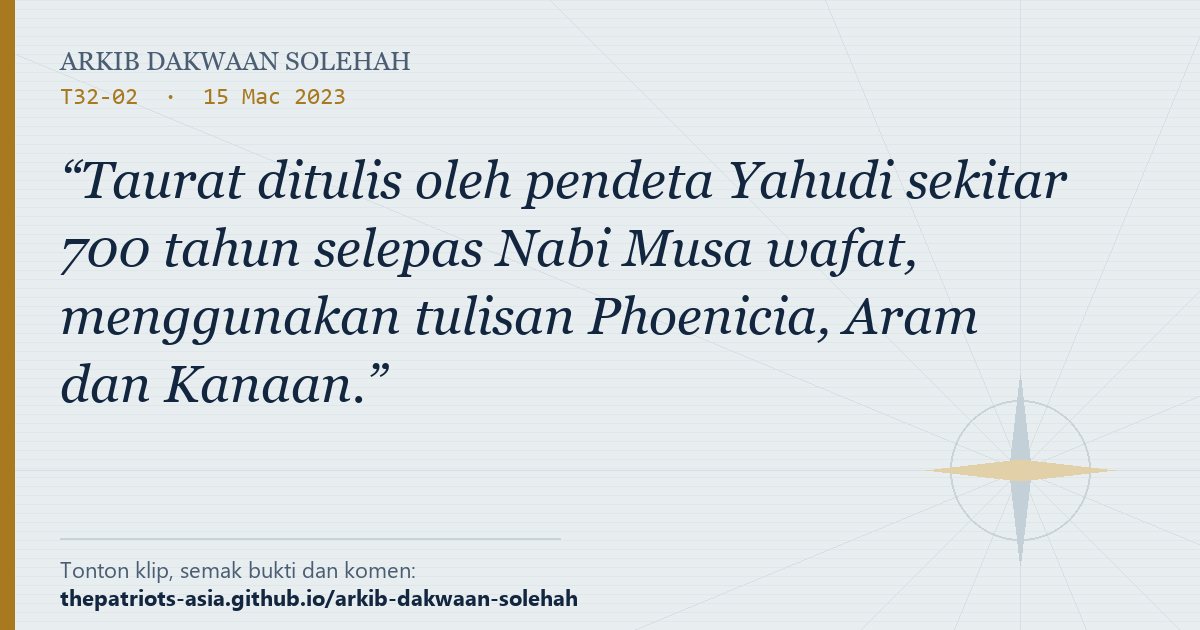 ARKIB DAKWAAN SOLEHAH
T32-02 · 15 Mac 2023
“Taurat ditulis oleh pendeta Yahudi sekitar
700 tahun selepas Nabi Musa wafat,
menggunakan tulisan Phoenicia, Aram
dan Kanaan.”
Tonton klip, semak bukti dan komen:
thepatriots-asia.github.io/arkib-dakwaan-solehah